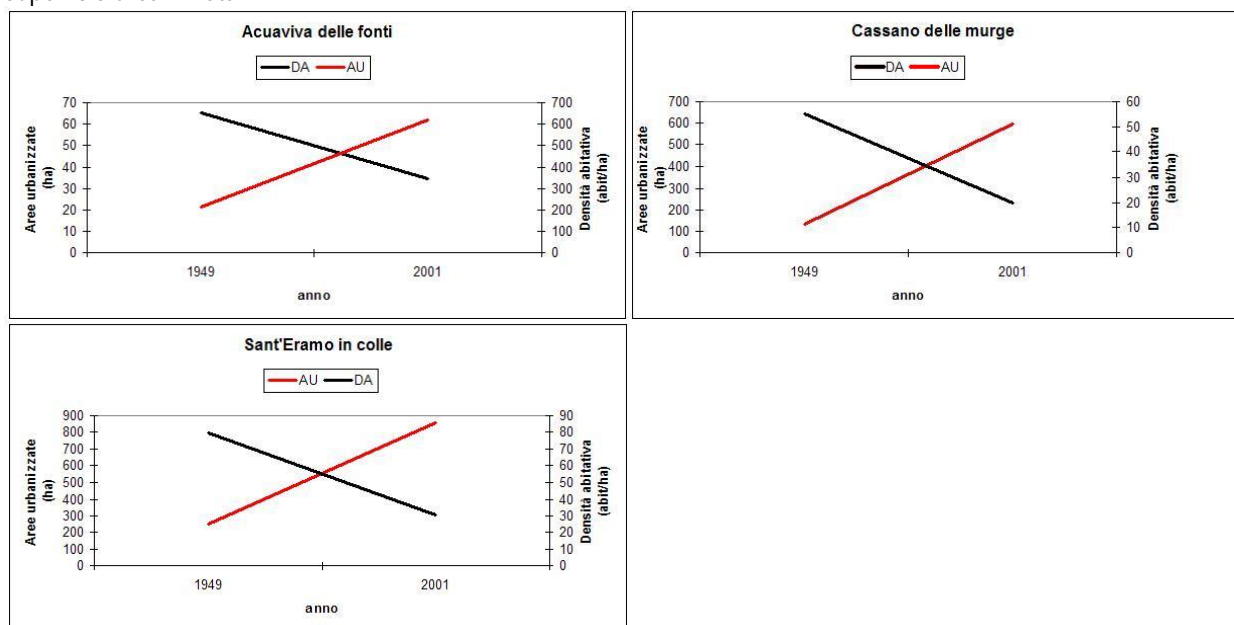 Acuaviva delle fonti
DA AU
70
60
50
40
30
20
10
0
700
600
500
400
300
200
100
0
Aree urbanizzate
(ha)
Densità abitativa
(abit/ha)
1949 2001
anno
Cassano delle murge
DA AU
700
600
500
400
300
200
100
0
60
50
40
30
20
10
0
Aree urbanizzate
(ha)
Densità abitativa
(abit/ha)
1949 2001
anno
Sant'Eramo in colle
AU DA
900
800
700
600
500
400
300
200
100
0
90
80
70
60
50
40
30
20
10
0
Aree urbanizzate
(ha)
Densità abitativa
(abit/ha)
1949 2001
anno